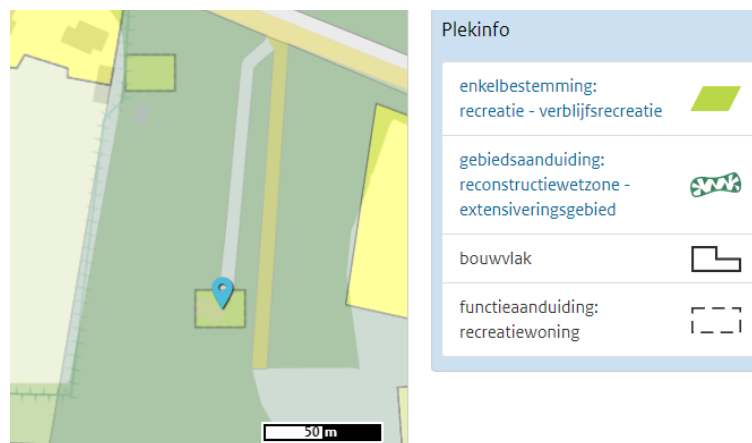 Plekinfo
enkelbestemming:
recreatie - verblijfsrecreatie
gebiedsaanduiding:
reconstructiewetzone -
extensiveringsgebied
bouwvlak
functieaanduiding:
recreatiewoning
50 m